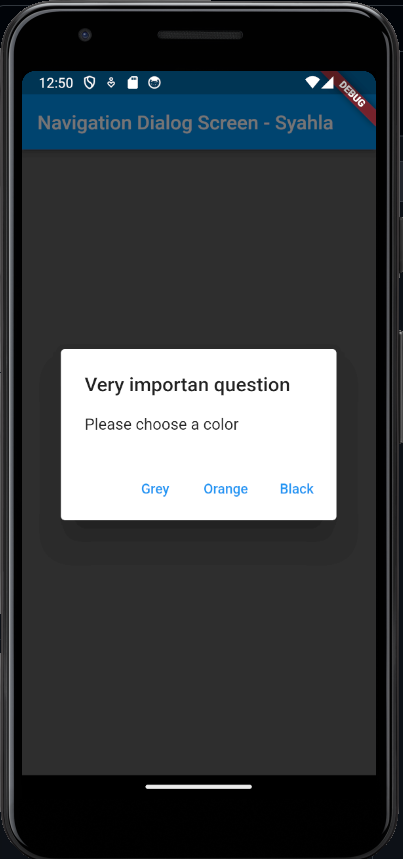 12:50
DEBUG
Navigation Dialog Screen - Syahla
Very importan question
Please choose a color
Grey Orange Black